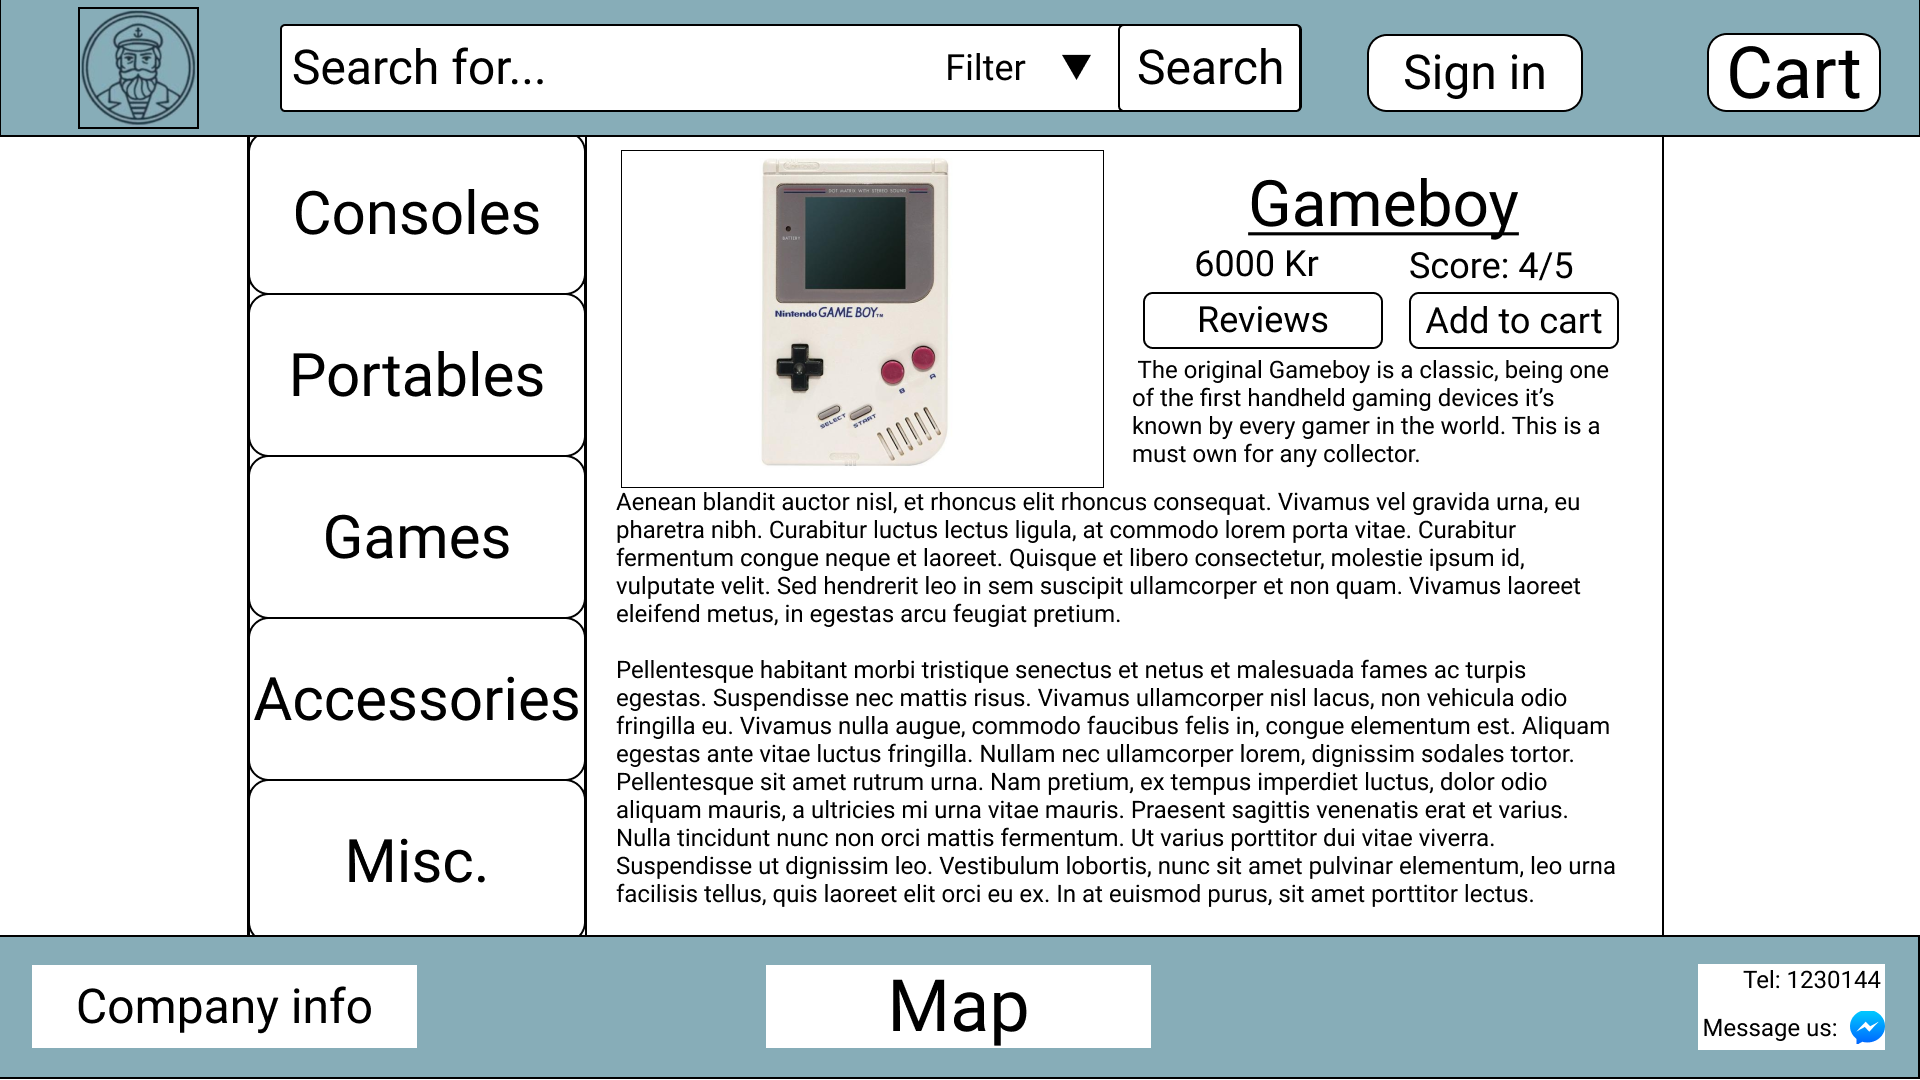 Search for...
Filter
Search
Sign in
Cart
Consoles
Portables
Games
Accessories
Misc.
DOT MATRIX WITH STEREO SOUND
BATTERY
Nintendo GAME BOY TM
B
A
SELECT
START
Gameboy
6000 Kr
Score: 4/5
Reviews
Add to cart
The original Gameboy is a classic, being one
of the first handheld gaming devices it’s
known by every gamer in the world. This is a
must own for any collector.
Aenean blandit auctor nisl, et rhoncus elit rhoncus consequat. Vivamus vel gravida urna, eu
pharetra nibh. Curabitur luctus lectus ligula, at commodo lorem porta vitae. Curabitur
fermentum congue neque et laoreet. Quisque et libero consectetur, molestie ipsum id,
vulputate velit. Sed hendrerit leo in sem suscipit ullamcorper et non quam. Vivamus laoreet
eleifend metus, in egestas arcu feugiat pretium.
Pellentesque habitant morbi tristique senectus et netus et malesuada fames ac turpis
egestas. Suspendisse nec mattis risus. Vivamus ullamcorper nisl lacus, non vehicula odio
fringilla eu. Vivamus nulla augue, commodo faucibus felis in, congue elementum est. Aliquam
egestas ante vitae luctus fringilla. Nullam nec ullamcorper lorem, dignissim sodales tortor.
Pellentesque sit amet rutrum urna. Nam pretium, ex tempus imperdiet luctus, dolor odio
aliquam mauris, a ultricies mi urna vitae mauris. Praesent sagittis venenatis erat et varius.
Nulla tincidunt nunc non orci mattis fermentum. Ut varius porttitor dui vitae viverra.
Suspendisse ut dignissim leo. Vestibulum lobortis, nunc sit amet pulvinar elementum, leo urna
facilisis tellus, quis laoreet elit orci eu ex. In at euismod purus, sit amet porttitor lectus.
Company info
Map
Tel: 1230144
Message us: